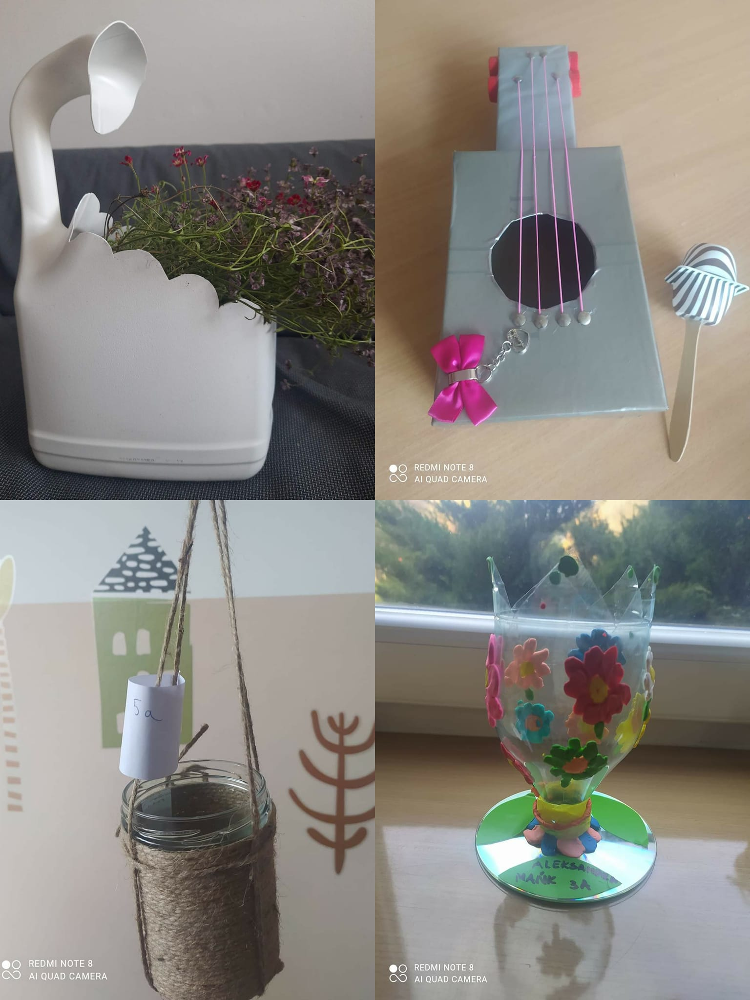 REDMI NOTE 8
AI QUAD CAMERA
5a
REDMI NOTE 8
AI QUAD CAMERA
ALEKSANDER
MAŃK 3A
REDMI NOTE 8
AI QUAD CAMERA